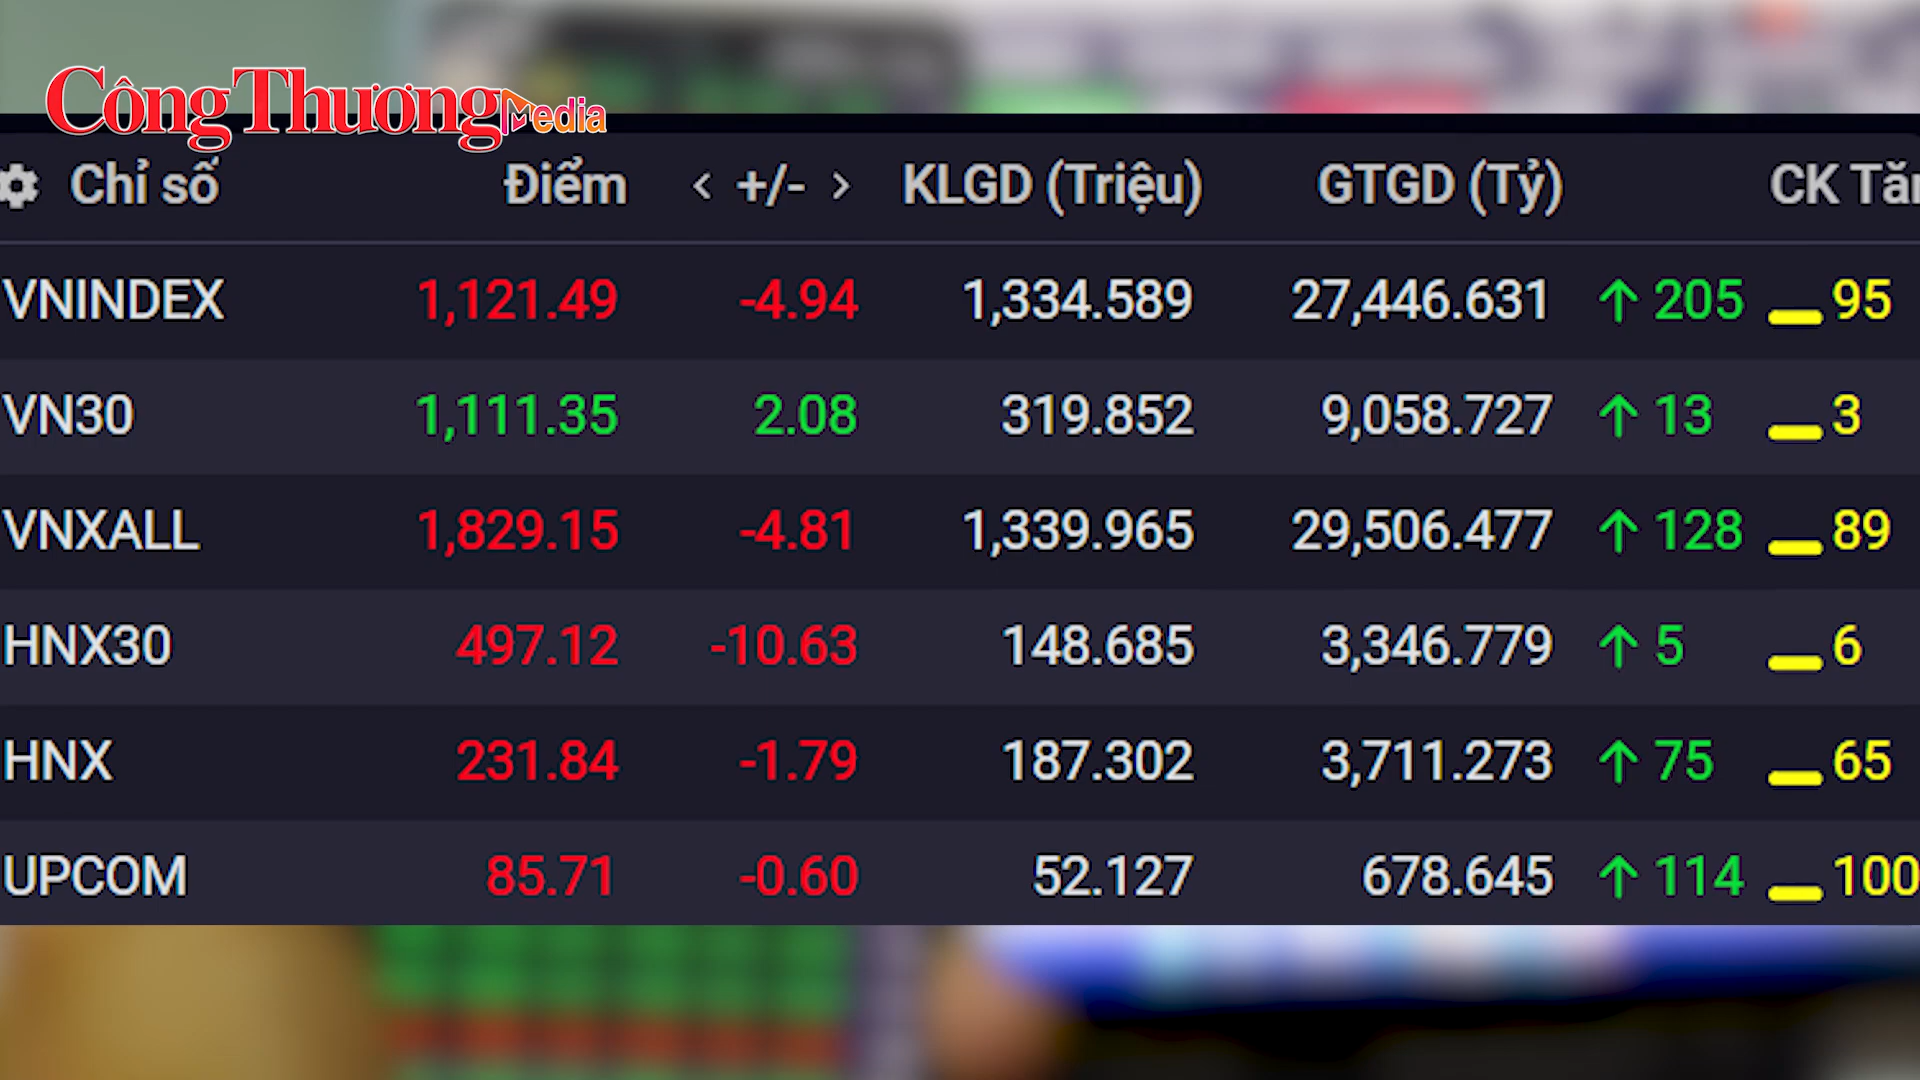 Công Thương Media
Chỉ số Điểm < +/- > KLGD (Triệu) GTGD (Tỷ) CK Tăn
VNINDEX 1,121.49 -4.94 1,334.589 27,446.631 ↑ 205 95
VN30 1,111.35 2.08 319.852 9,058.727 ↑ 13 3
VNXALL 1,829.15 -4.81 1,339.965 29,506.477 ↑ 128 89
HNX30 497.12 -10.63 148.685 3,346.779 ↑ 5 6
HNX 231.84 -1.79 187.302 3,711.273 ↑ 75 65
UPCOM 85.71 -0.60 52.127 678.645 ↑ 114 100